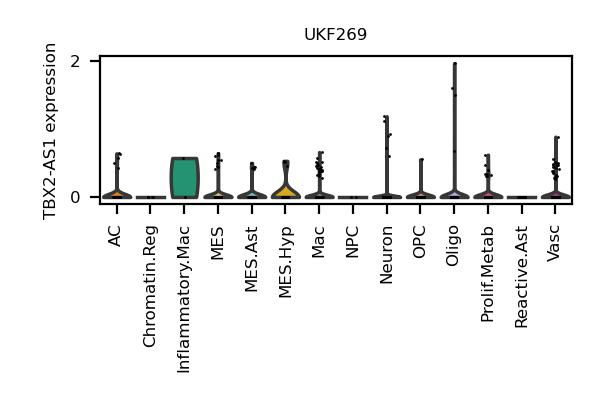 UKF269
TBX2-AS1 expression
2
0
AC
Chromatin.Reg
Inflammatory.Mac
MES
MES.Ast
MES.Hyp
Mac
NPC
Neuron
OPC
Oligo
Prolif.Metab
Reactive.Ast
Vasc